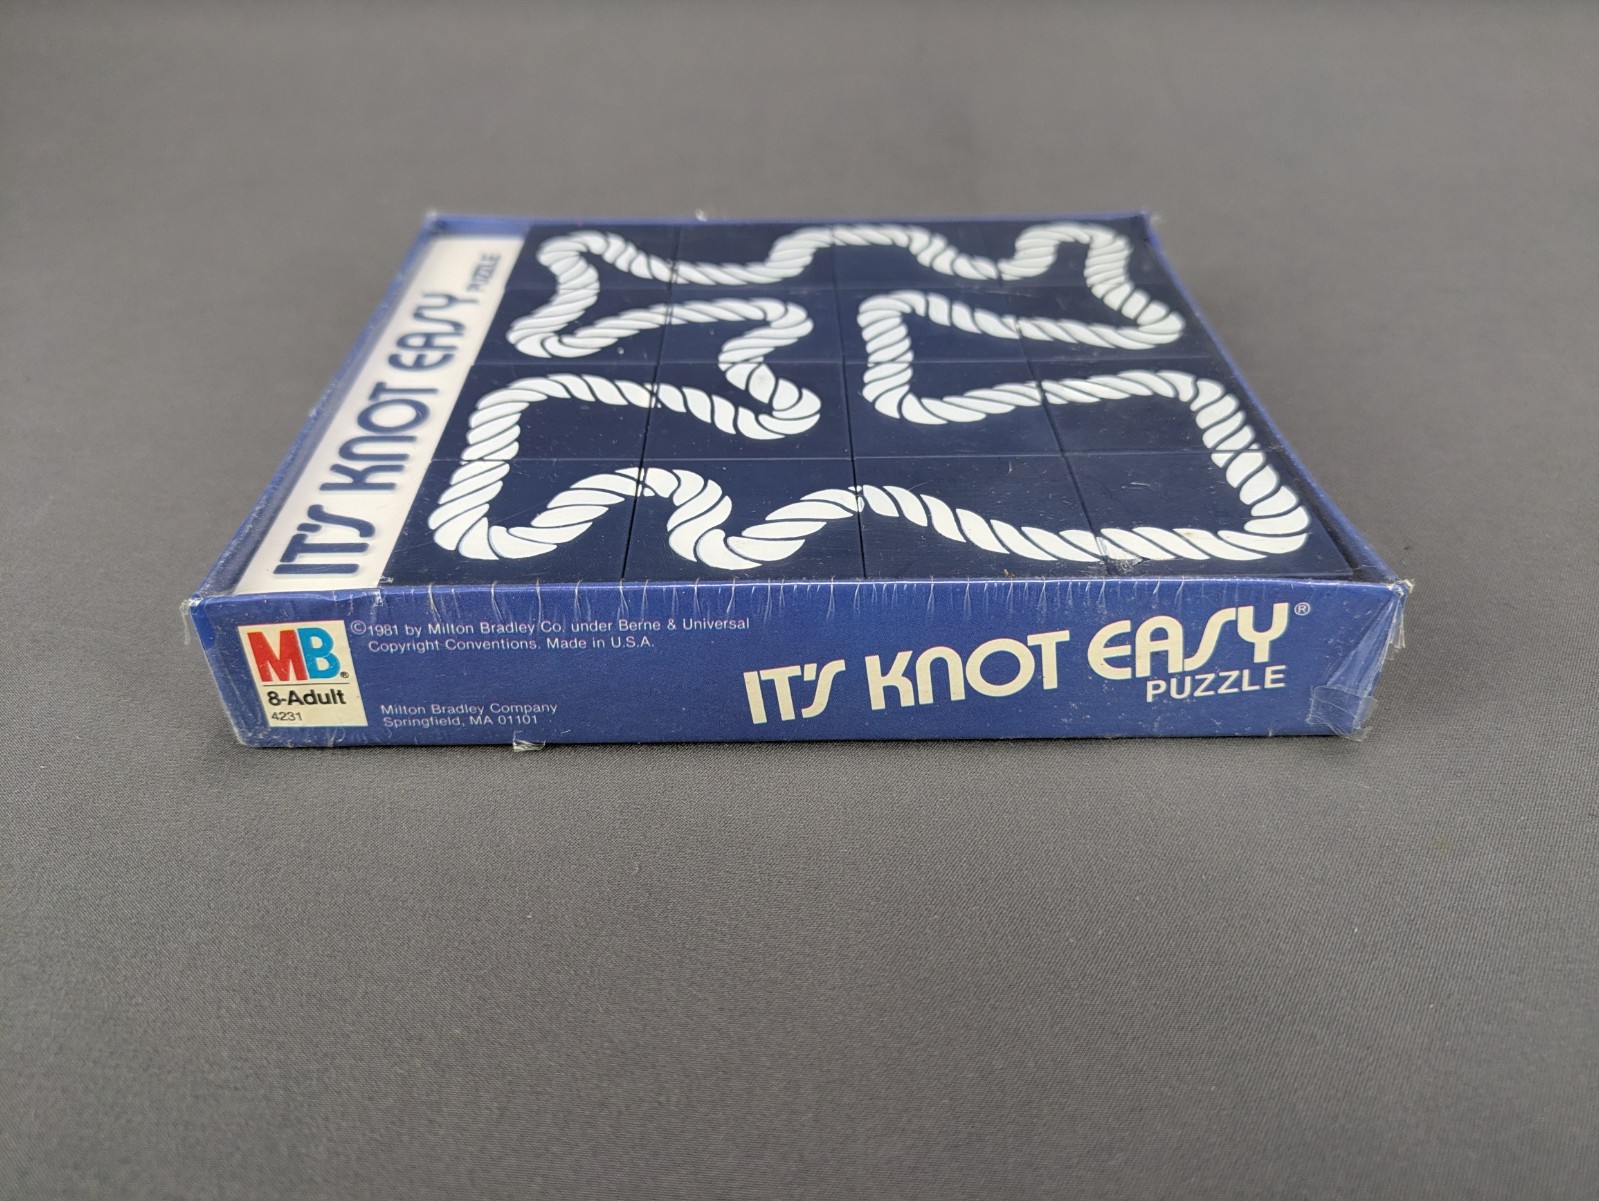 IT'S KNOT EASY
PUZZLE
MB®
8-Adult
4231
©1981 by Milton Bradley Co. under Berne & Universal
Copyright Conventions. Made in U.S.A.
Milton Bradley Company
Springfield, MA 01101
IT'S KNOT EASY®
PUZZLE